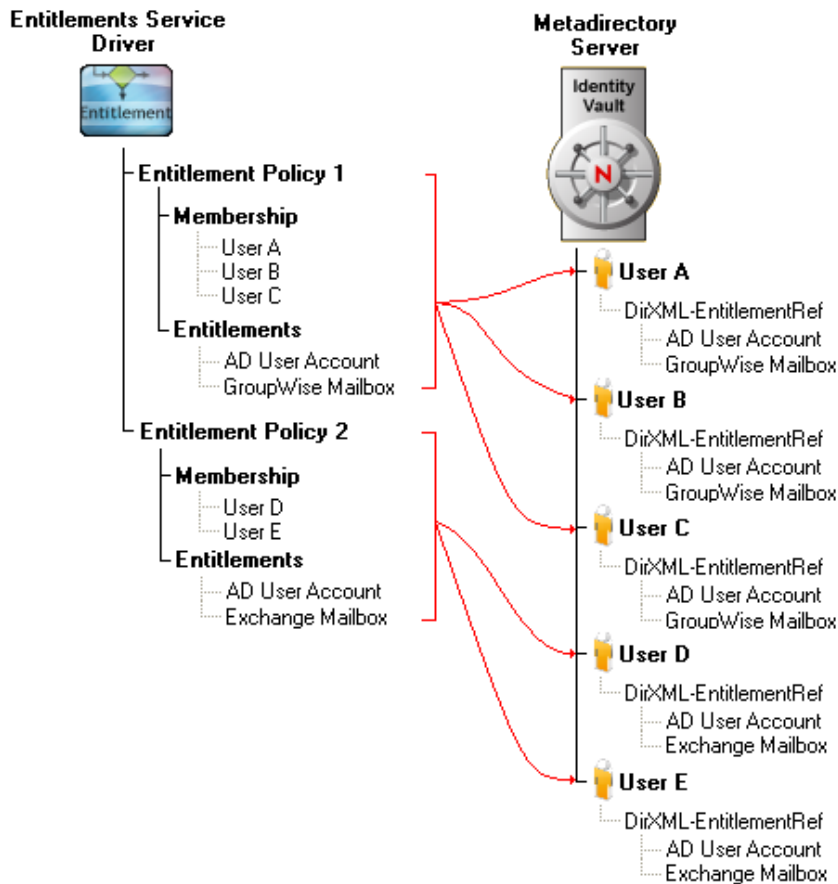 Entitlements Service
Driver
Entitlement
Entitlement Policy 1
Membership
User A
User B
User C
Entitlements
AD User Account
GroupWise Mailbox
Entitlement Policy 2
Membership
User D
User E
Entitlements
AD User Account
Exchange Mailbox
Metadirectory
Server
Identity
Vault
N
User A
DirXML-EntitlementRef
AD User Account
GroupWise Mailbox
User B
DirXML-EntitlementRef
AD User Account
GroupWise Mailbox
User C
DirXML-EntitlementRef
AD User Account
GroupWise Mailbox
User D
DirXML-EntitlementRef
AD User Account
Exchange Mailbox
User E
DirXML-EntitlementRef
AD User Account
Exchange Mailbox